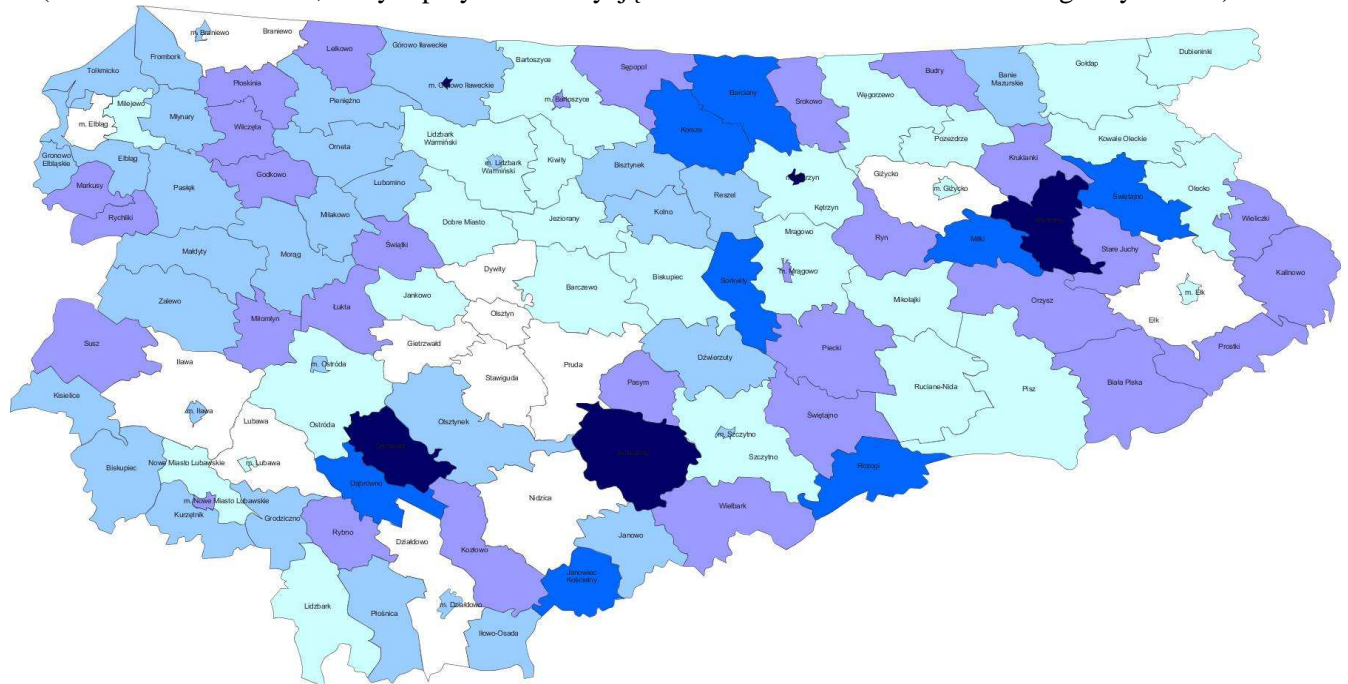 m. Braniewo
Braniewo
Lelkowo
Górowo Iławeckie
Bartoszyce
Sępopol
Barciany
Srokowo
Węgorzewo
Budry
Banie
Mazurskie
Gołdap
Dubieninki
Tolkmicko
Frombork
Płoskinia
Pieniężno
m. Górowo Iławeckie
m. Bartoszyce
Korsze
Milejewo
m. Elbląg
Młynary
Wilczęta
Orneta
Lidzbark
Warmiński
m. Lidzbark
Warmiński
Kiwity
Bisztynek
Pozezdrze
Kowale Oleckie
Gronowo
Elbląskie
Elbląg
Pasłęk
Godkowo
Lubomino
Reszel
Kętrzyn
Giżycko
m. Giżycko
Kruklanki
Świętajno
Olecko
Markusy
Rychliki
Miłakowo
Dobre Miasto
Jeziorany
Kolno
Mrągowo
Ryn
Miłki
Wieliczki
Małdyty
Morąg
Świątki
Dywity
Barczewo
Biskupiec
Sorkwity
m. Mrągowo
Stare Juchy
Kalinowo
Zalewo
Miłomłyn
Łukta
Jankowo
Olsztyn
Mikołajki
Orzysz
m. Ełk
Ełk
Susz
Iława
m. Ostróda
Gietrzwałd
Stawiguda
Pruda
Dźwierzuty
Piecki
Ruciane-Nida
Pisz
Biała Piska
Prostki
Kisielice
m. Iława
Lubawa
Ostróda
Olsztynek
Pasym
Świętajno
m. Szczytno
Szczytno
Rozogi
Biskupiec
Nowe Miasto Lubawskie
m. Lubawa
m. Nowe Miasto Lubawskie
Kurzętnik
Grodziczno
Dąbrówno
Nidzica
Wielbark
Rybno
Działdowo
Kozłowo
Janowo
Janowiec
Kościelny
Lidzbark
Płośnica
m. Działdowo
Iłowo-Osada